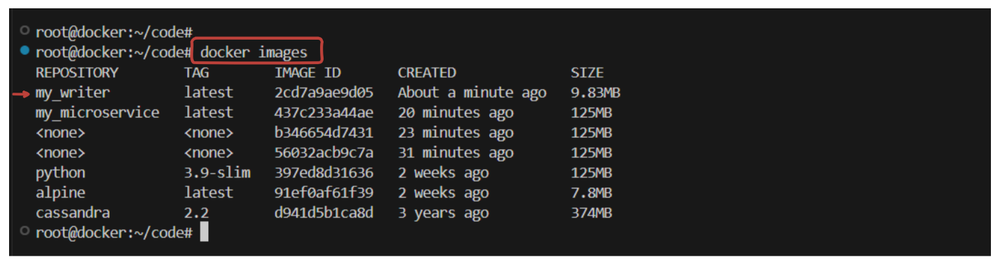 root@docker:~/code#
root@docker:~/code# docker images
REPOSITORY TAG IMAGE ID CREATED SIZE
my_writer latest 2cd7a9ae9d05 About a minute ago 9.83MB
my_microservice latest 437c233a44ae 20 minutes ago 125MB
<none> <none> b346654d7431 23 minutes ago 125MB
<none> <none> 56032acb9c7a 31 minutes ago 125MB
python 3.9-slim 397ed8d31636 2 weeks ago 125MB
alpine latest 91ef0af61f39 2 weeks ago 7.8MB
cassandra 2.2 d941d5b1ca8d 3 years ago 374MB
root@docker:~/code#